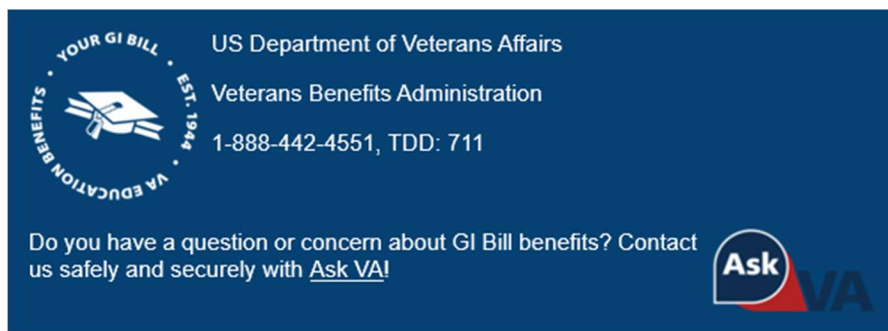 YOUR GI BILL • EST. 1944 • VA EDUCATION BENEFITS •
US Department of Veterans Affairs
Veterans Benefits Administration
1-888-442-4551, TDD: 711
Do you have a question or concern about GI Bill benefits? Contact
us safely and securely with Ask VA!
Ask
VA